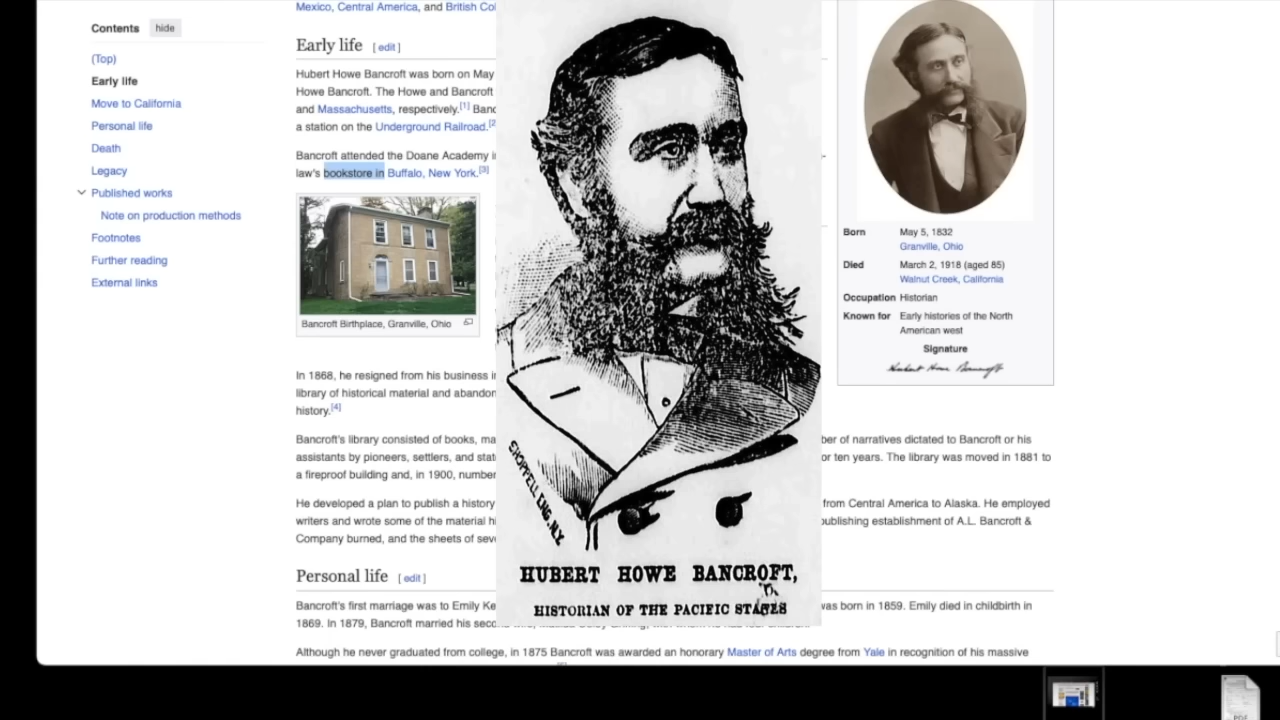 Contents hide
(Top)
Early life
Move to California
Personal life
Death
Legacy
Published works
Note on production methods
Footnotes
Further reading
External links
Mexico, Central America, and British Col
Early life [ edit ]
Hubert Howe Bancroft was born on May
Howe Bancroft. The Howe and Bancroft
and Massachusetts, respectively.[1] Banc
a station on the Underground Railroad.[2
Bancroft attended the Doane Academy i
law's bookstore in Buffalo, New York.[3]
Bancroft Birthplace, Granville, Ohio
In 1868, he resigned from his business i
library of historical material and abandon
history.[4]
Bancroft's library consisted of books, ma ber of narratives dictated to Bancroft or his
assistants by pioneers, settlers, and stat or ten years. The library was moved in 1881 to
a fireproof building and, in 1900, number
He developed a plan to publish a history from Central America to Alaska. He employed
writers and wrote some of the material hi publishing establishment of A.L. Bancroft &
Company burned, and the sheets of seve
Personal life [ edit ]
Bancroft's first marriage was to Emily Ke was born in 1859. Emily died in childbirth in
1869. In 1879, Bancroft married his seco
Although he never graduated from college, in 1875 Bancroft was awarded an honorary Master of Arts degree from Yale in recognition of his massive
SHOPPELL ENG. N.Y.
HUBERT HOWE BANCROFT,
HISTORIAN OF THE PACIFIC STATES
Born May 5, 1832
Granville, Ohio
Died March 2, 1918 (aged 85)
Walnut Creek, California
Occupation Historian
Known for Early histories of the North
American west
Signature
Hubert Howe Bancroft
PDF